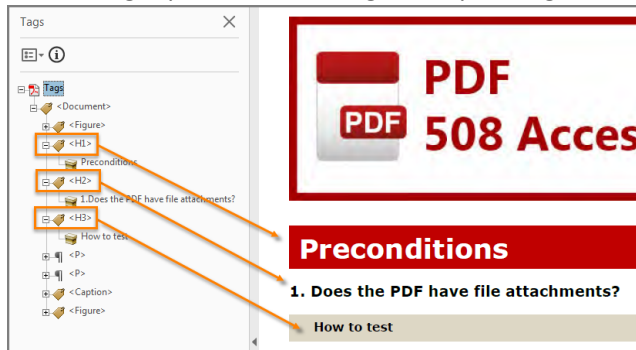 Tags
Tags
<Document>
<Figure>
<H1>
Preconditions
<H2>
1.Does the PDF have file attachments?
<H3>
How to test
<P>
<P>
<Caption>
<Figure>
PDF
PDF
508 Acces
Preconditions
1. Does the PDF have file attachments?
How to test